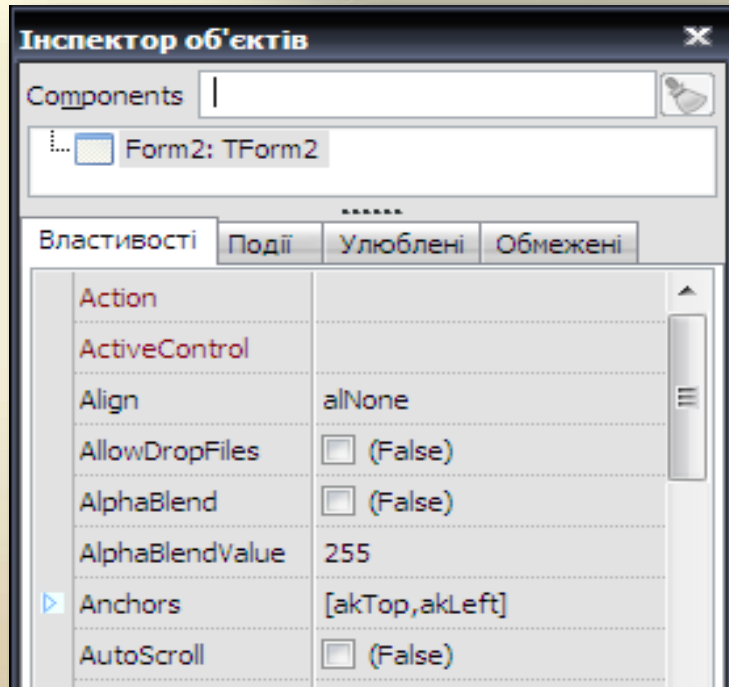 Інспектор об'єктів
Components
Form2: TForm2
Властивості Події Улюблені Обмежені
Action
ActiveControl
Align alNone
AllowDropFiles (False)
AlphaBlend (False)
AlphaBlendValue 255
Anchors [akTop,akLeft]
AutoScroll (False)